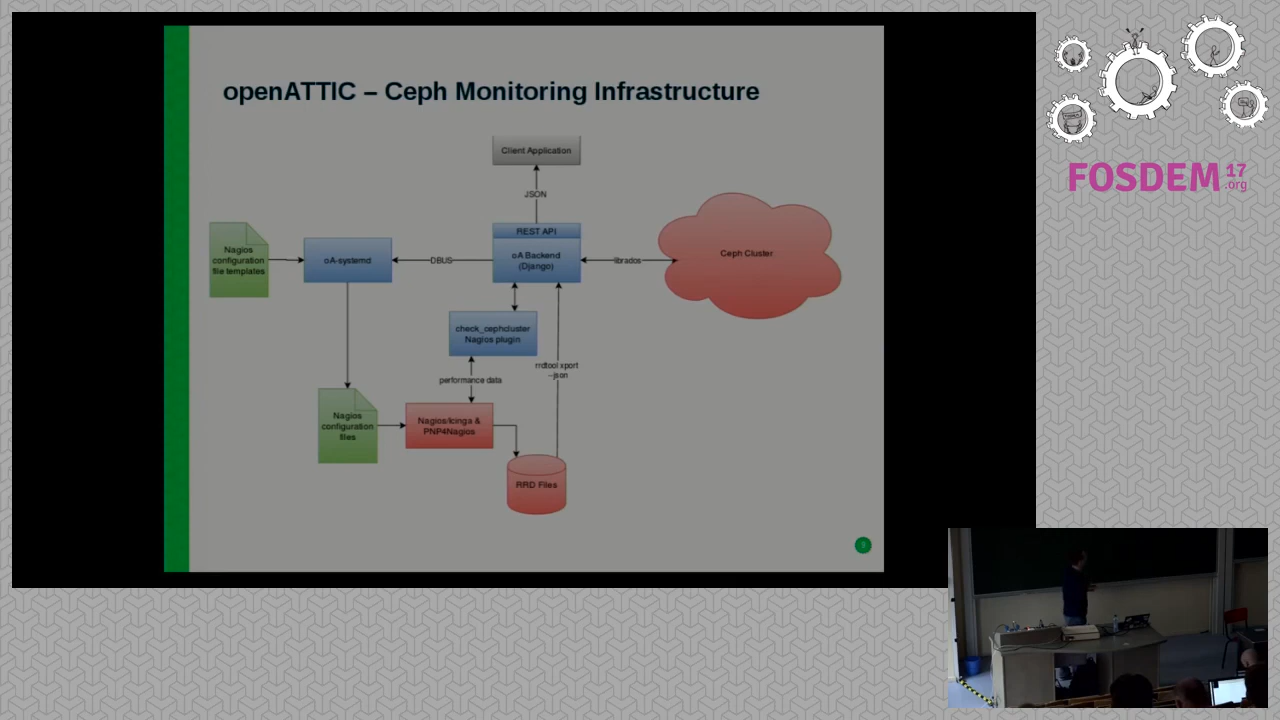 openATTIC – Ceph Monitoring Infrastructure
Client Application
JSON
REST API
oA Backend
(Django)
Nagios
configuration
file templates
oA-systemd
DBUS
librados
Ceph Cluster
check_cephcluster
Nagios plugin
rrdtool xport
--json
performance data
Nagios
configuration
files
Nagios/Icinga &
PNP4Nagios
RRD Files
9
FOSDEM 17
.org